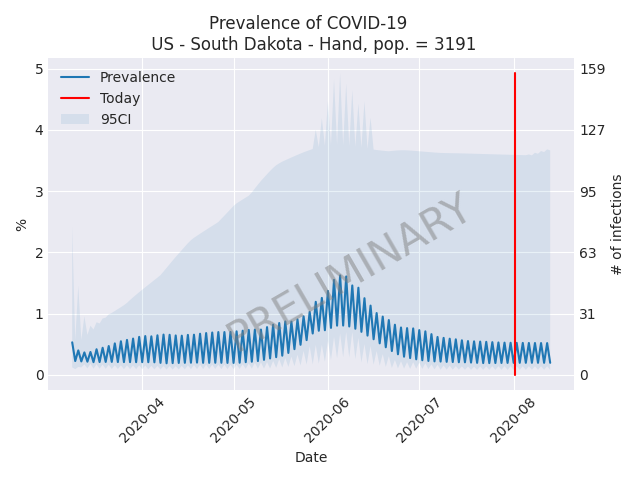 Prevalence of COVID-19
US - South Dakota - Hand, pop. = 3191
Prevalence
Today
95CI
5
4
3
2
1
0
%
159
127
95
63
31
0
# of infections
PRELIMINARY
2020-04
2020-05
2020-06
2020-07
2020-08
Date